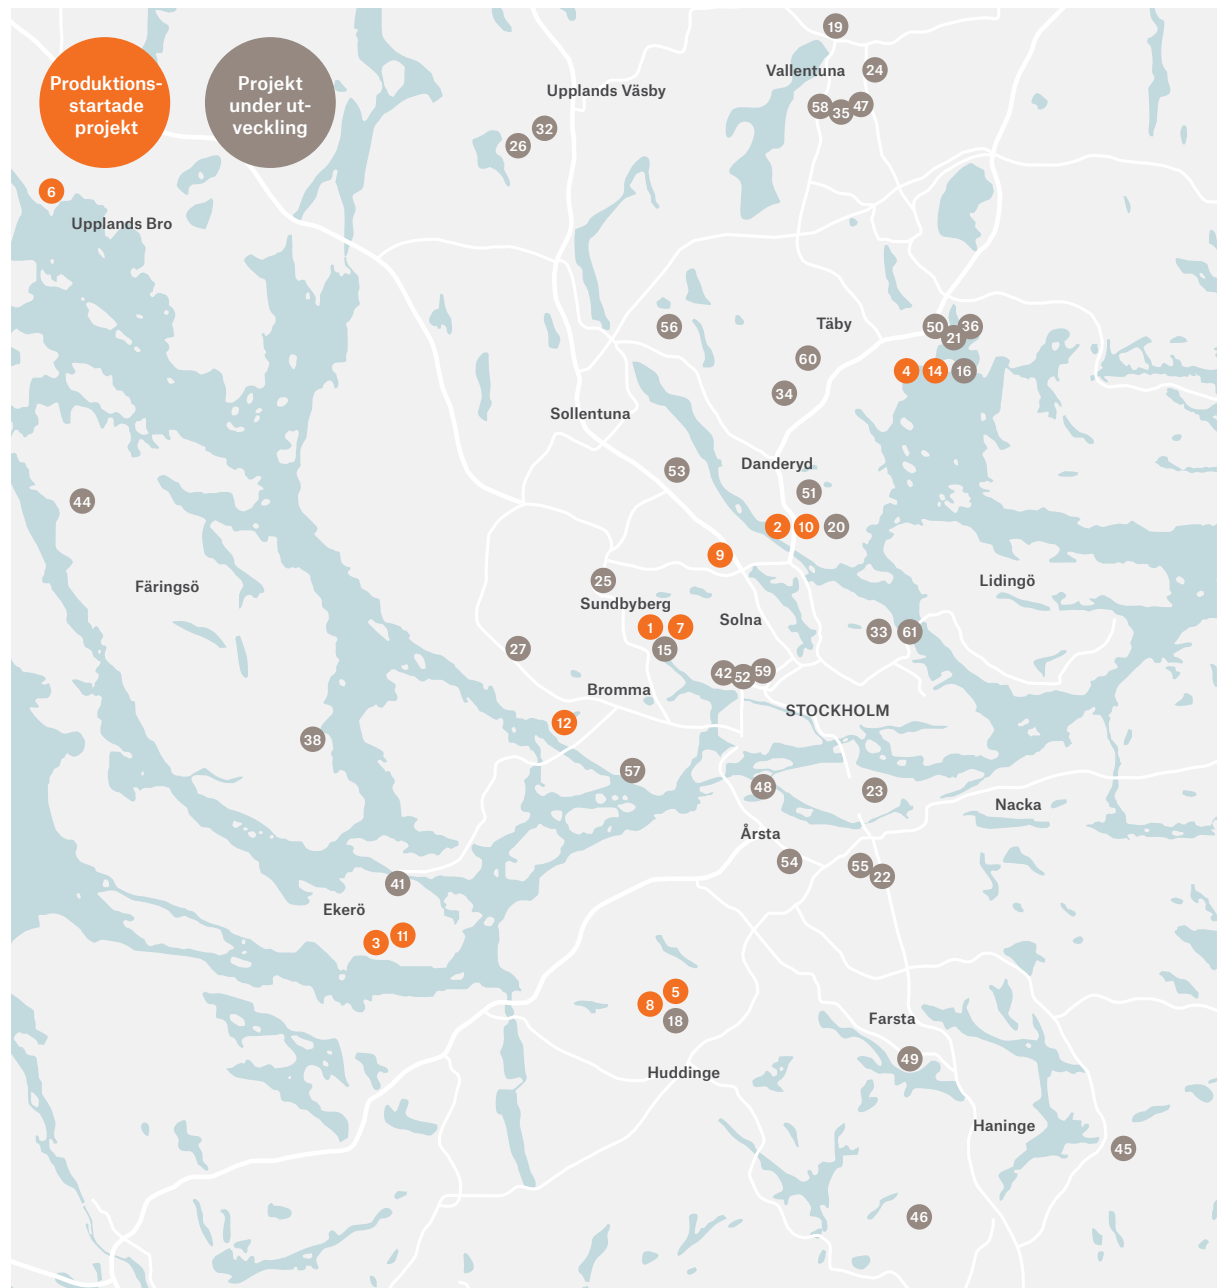 Produktions-
startade
projekt
Projekt
under ut-
veckling
19
Vallentuna
24
Upplands Väsby
58
35
47
32
26
6
Upplands Bro
56
Täby
50
36
21
60
4
14
16
34
Sollentuna
Danderyd
53
51
44
2
10
20
9
25
Färingsö
Lidingö
Sundbyberg
Solna
1
7
33
61
15
27
42
52
59
Bromma
STOCKHOLM
12
38
57
48
23
Nacka
Årsta
54
55
22
41
Ekerö
3
11
5
8
18
Farsta
49
Huddinge
Haninge
45
46